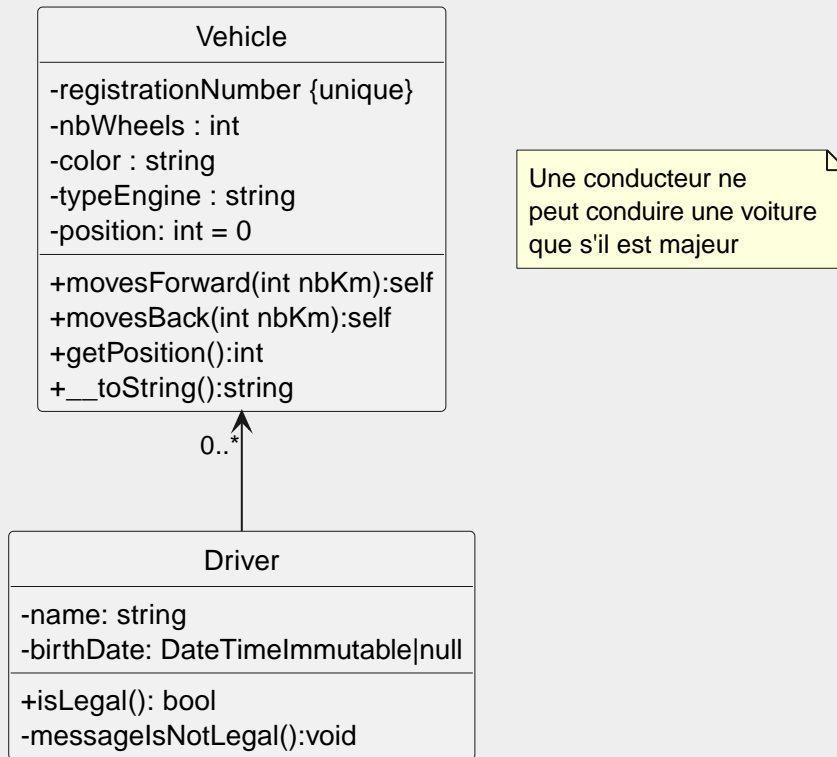 Vehicle
-registrationNumber {unique}
-nbWheels : int
-color : string
-typeEngine : string
-position: int = 0
+movesForward(int nbKm):self
+movesBack(int nbKm):self
+getPosition():int
+__toString():string
Une conducteur ne
peut conduire une voiture
que s'il est majeur
0..*
Driver
-name: string
-birthDate: DateTimeImmutable|null
+isLegal(): bool
-messageIsNotLegal():void